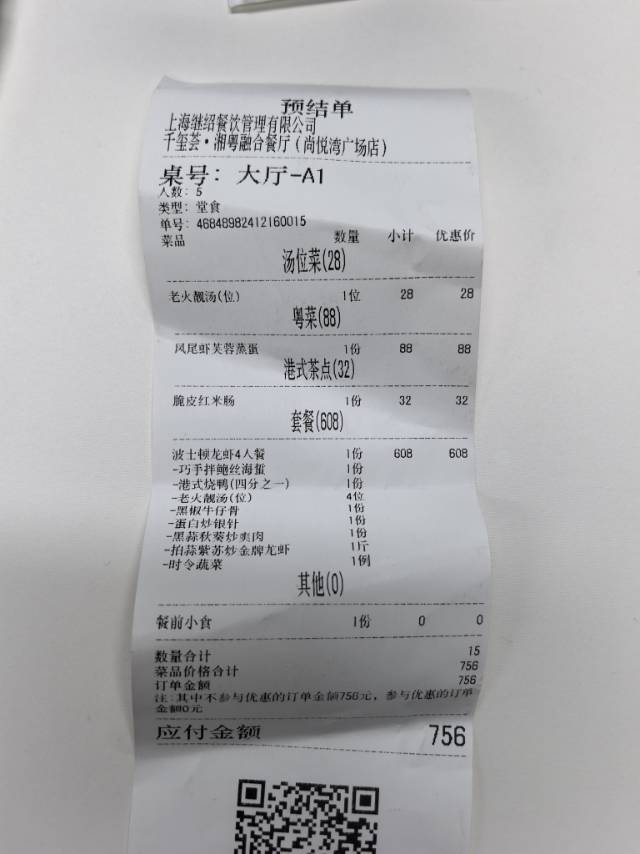 预结单
上海继绍餐饮管理有限公司
千玺荟·湘粤融合餐厅(尚悦湾广场店)
桌号: 大厅-A1
人数: 5
类型: 堂食
单号: 46848982412160015
菜品 数量 小计 优惠价
汤位菜(28)
老火靓汤(位) 1位 28 28
粤菜(88)
凤尾虾芙蓉蒸蛋 1份 88 88
港式茶点(32)
脆皮红米肠 1份 32 32
套餐(608)
波士顿龙虾4人餐 1份 608 608
-巧手拌鲍丝海蜇 1份
-港式烧鸭(四分之一) 1份
-老火靓汤(位) 4位
-黑椒牛仔骨 1份
-蛋白炒银针 1份
-黑蒜秋葵炒爽肉 1份
-拍蒜紫苏炒金牌龙虾 1斤
-时令蔬菜 1例
其他(0)
餐前小食 1份 0 0
数量合计 15
菜品价格合计 756
订单金额 756
注:其中不参与优惠的订单金额756元, 参与优惠的订单
金额0元
应付金额 756